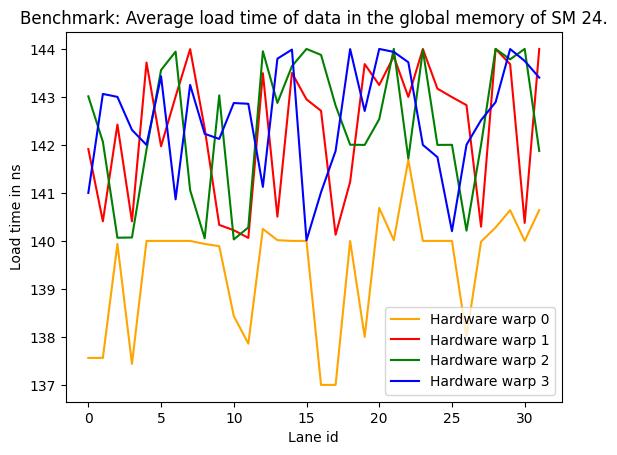 Benchmark: Average load time of data in the global memory of SM 24.
144
143
142
141
140
139
138
137
Load time in ns
Hardware warp 0
Hardware warp 1
Hardware warp 2
Hardware warp 3
0 5 10 15 20 25 30
Lane id